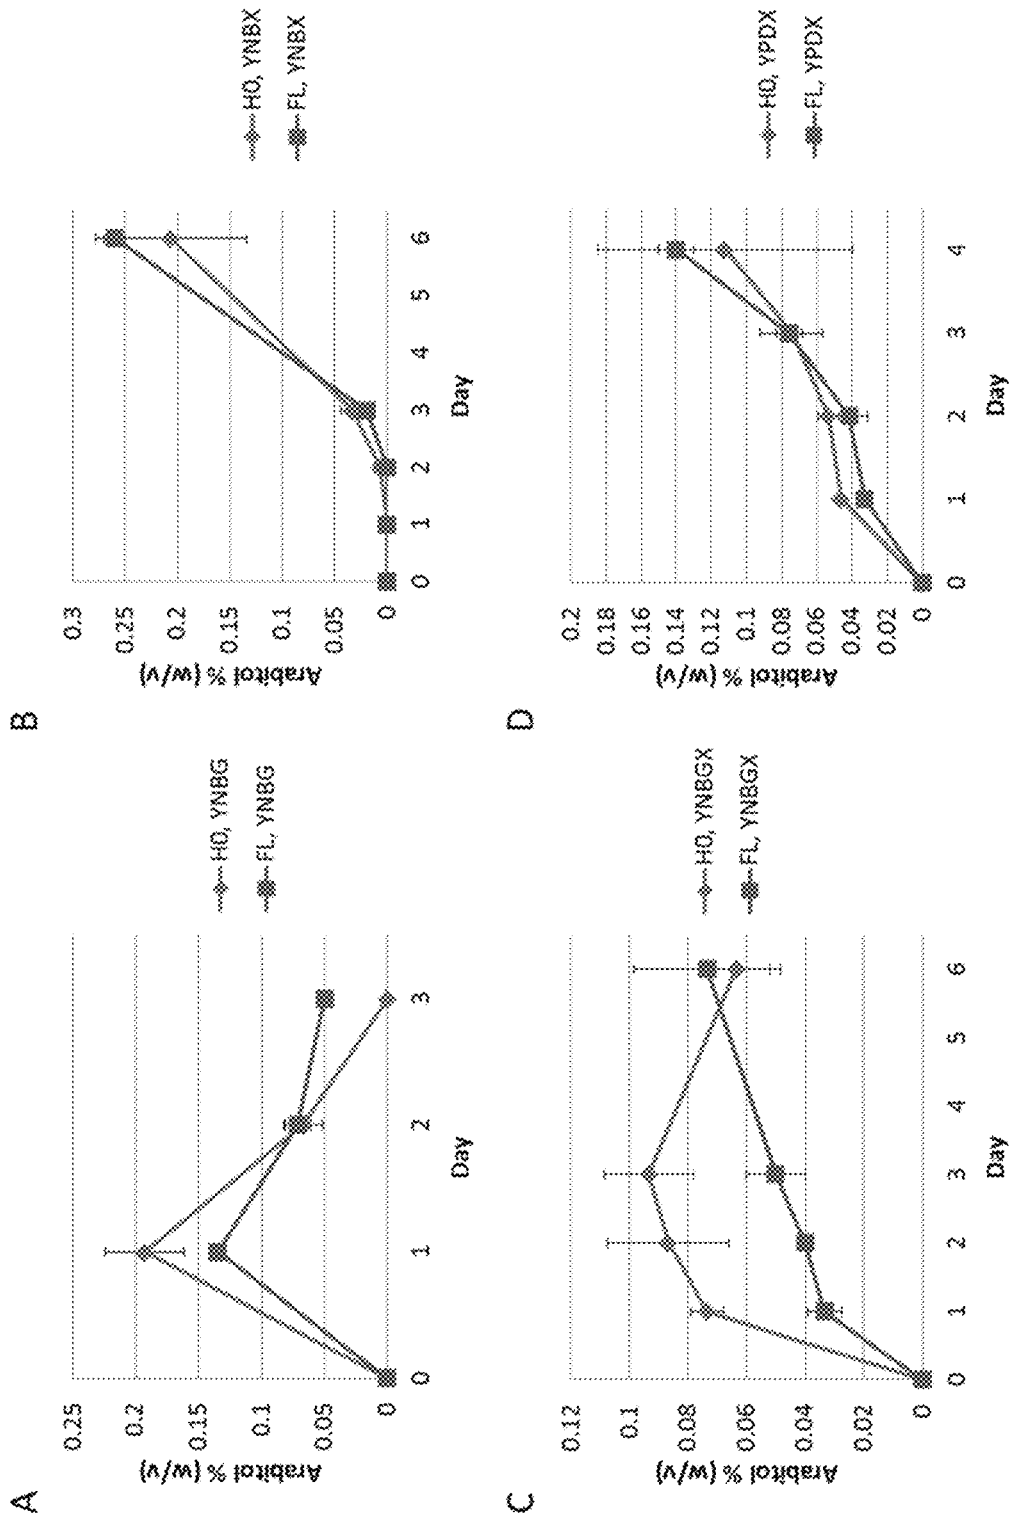 A
Arabitol % (w/v)
0.25
0.2
0.15
0.1
0.05
0
0 1 2 3
Day
H0, YNBG
FL, YNBG
B
Arabitol % (w/v)
0.3
0.25
0.2
0.15
0.1
0.05
0
0 1 2 3 4 5 6
Day
H0, YNBX
FL, YNBX
C
Arabitol % (w/v)
0.12
0.1
0.08
0.06
0.04
0.02
0
0 1 2 3 4 5 6
Day
H0, YNBGX
FL, YNBGX
D
Arabitol % (w/v)
0.2
0.18
0.16
0.14
0.12
0.1
0.08
0.06
0.04
0.02
0
0 1 2 3 4
Day
H0, YPDX
FL, YPDX